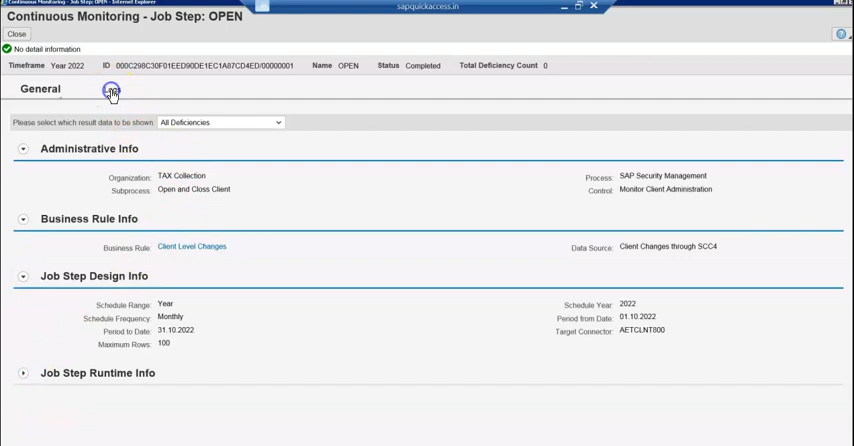 Continuous Monitoring - Job Step: OPEN - Internet Explorer
sapquickaccess.in
Continuous Monitoring - Job Step: OPEN
Close
No detail information
Timeframe Year 2022 ID 000C298C30F01EED90DE1EC1A87CD4ED/00000001 Name OPEN Status Completed Total Deficiency Count 0
General Logs
Please select which result data to be shown: All Deficiencies
Administrative Info
Organization: TAX Collection Process: SAP Security Management
Subprocess: Open and Closs Client Control: Monitor Client Administration
Business Rule Info
Business Rule: Client Level Changes Data Source: Client Changes through SCC4
Job Step Design Info
Schedule Range: Year Schedule Year: 2022
Schedule Frequency: Monthly Period from Date: 01.10.2022
Period to Date: 31.10.2022 Target Connector: AETCLNT800
Maximum Rows: 100
Job Step Runtime Info